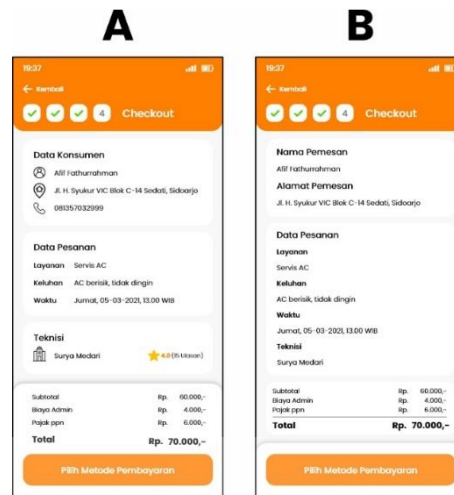 A
19:37
Kembali
4 Checkout
Data Konsumen
Afif Fathurrahman
Jl. H. Syukur VIC Blok C-14 Sedati, Sidoarjo
081357032999
Data Pesanan
Layanan Servis AC
Keluhan AC berisik, tidak dingin
Waktu Jumat, 05-03-2021, 13.00 WIB
Teknisi
Surya Medari 4.0 (15 Ulasan)
Subtotal Rp. 60.000,-
Biaya Admin Rp. 4.000,-
Pajak ppn Rp. 6.000,-
Total Rp. 70.000,-
Pilih Metode Pembayaran
B
19:37
Kembali
4 Checkout
Nama Pemesan
Afif Fathurrahman
Alamat Pemesan
Jl. H. Syukur VIC Blok C-14 Sedati, Sidoarjo
Data Pesanan
Layanan
Servis AC
Keluhan
AC berisik, tidak dingin
Waktu
Jumat, 05-03-2021, 13.00 WIB
Teknisi
Surya Medari
Subtotal Rp. 60.000,-
Biaya Admin Rp. 4.000,-
Pajak ppn Rp. 6.000,-
Total Rp. 70.000,-
Pilih Metode Pembayaran